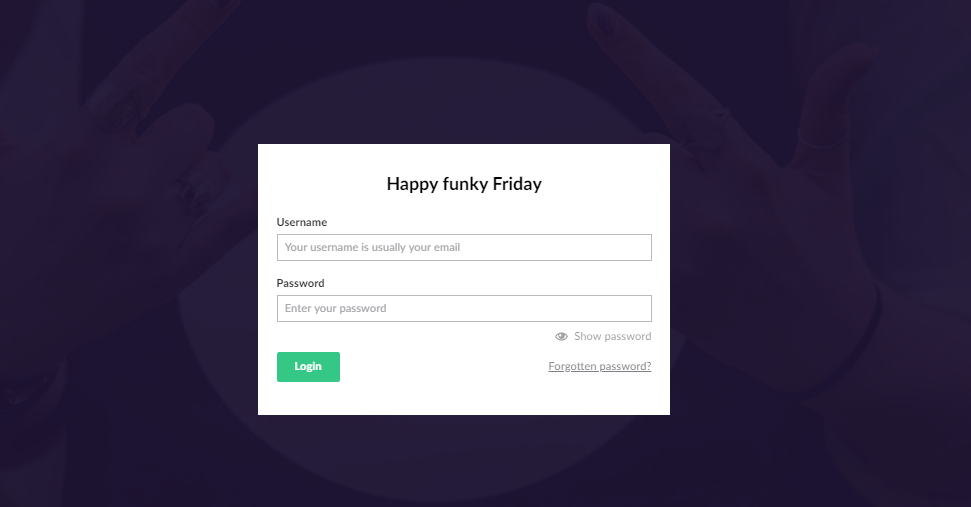 Happy funky Friday
Username
Your username is usually your email
Password
Enter your password
Show password
Login
Forgotten password?